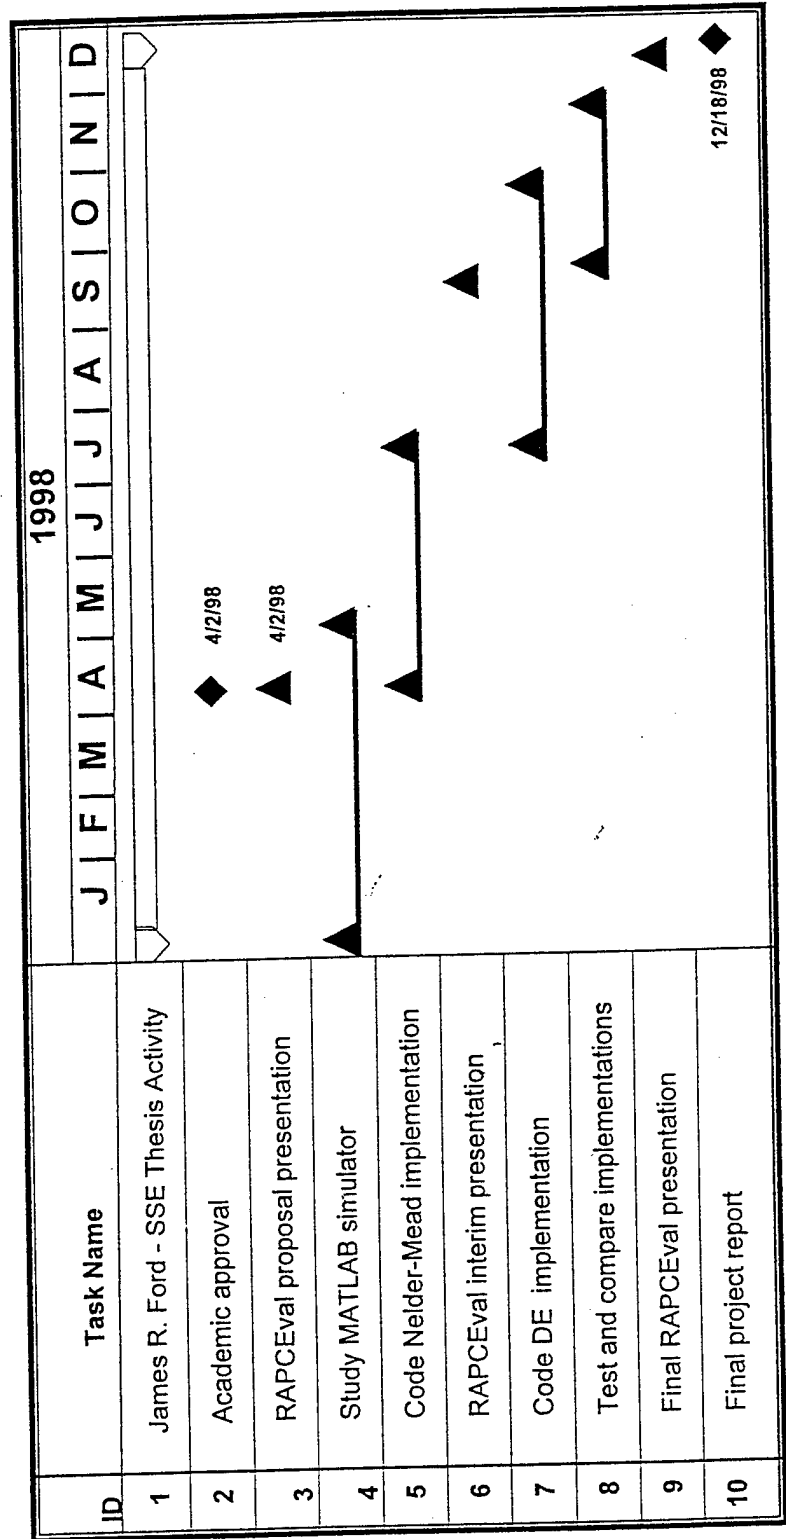 1998
ID Task Name J | F | M | A | M | J | J | A | S | O | N | D
1 James R. Ford - SSE Thesis Activity
2 Academic approval 4/2/98
3 RAPCEval proposal presentation 4/2/98
4 Study MATLAB simulator
5 Code Nelder-Mead implementation
6 RAPCEval interim presentation
7 Code DE implementation
8 Test and compare implementations
9 Final RAPCEval presentation
10 Final project report 12/18/98